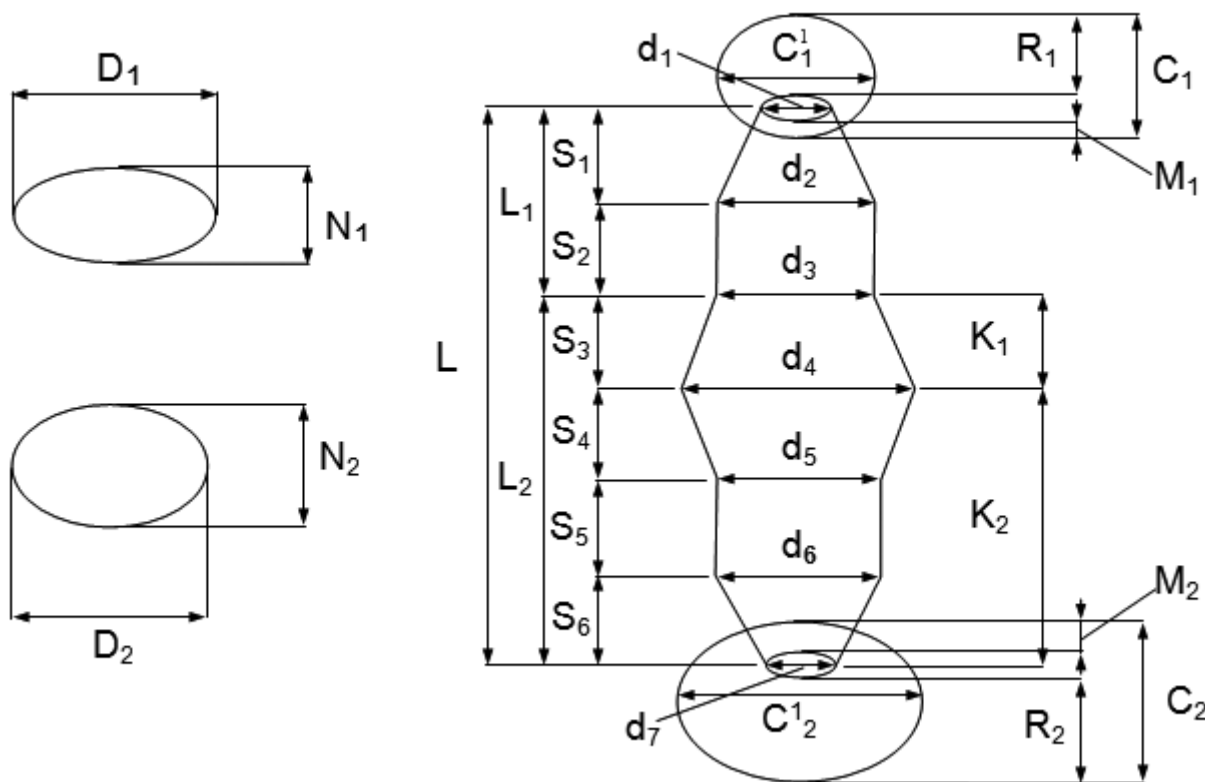 D₁
N₁
N₂
D₂
d₁
C₁¹
R₁
C₁
M₁
S₁
L₁
d₂
S₂
d₃
S₃
K₁
L
d₄
S₄
L₂
d₅
K₂
S₅
d₆
S₆
M₂
d₇
C¹₂
R₂
C₂